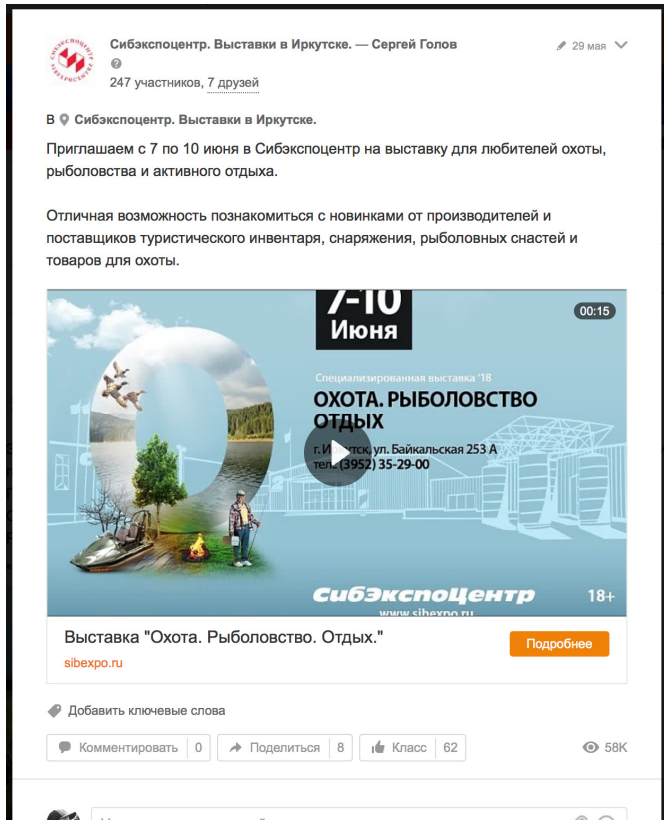 Сибэкспоцентр. Выставки в Иркутске. — Сергей Голов
29 мая
247 участников, 7 друзей
В Сибэкспоцентр. Выставки в Иркутске.
Приглашаем с 7 по 10 июня в Сибэкспоцентр на выставку для любителей охоты,
рыболовства и активного отдыха.
Отличная возможность познакомиться с новинками от производителей и
поставщиков туристического инвентаря, снаряжения, рыболовных снастей и
товаров для охоты.
7-10
Июня
00:15
Специализированная выставка '18
ОХОТА. РЫБОЛОВСТВО
ОТДЫХ
ул. Байкальская 253 А
тел. (3952) 35-29-00
СибЭкспоЦентр
18+
www.sibexpo.ru
Выставка "Охота. Рыболовство. Отдых."
sibexpo.ru
Подробнее
Добавить ключевые слова
Комментировать 0
Поделиться 8
Класс 62
58K